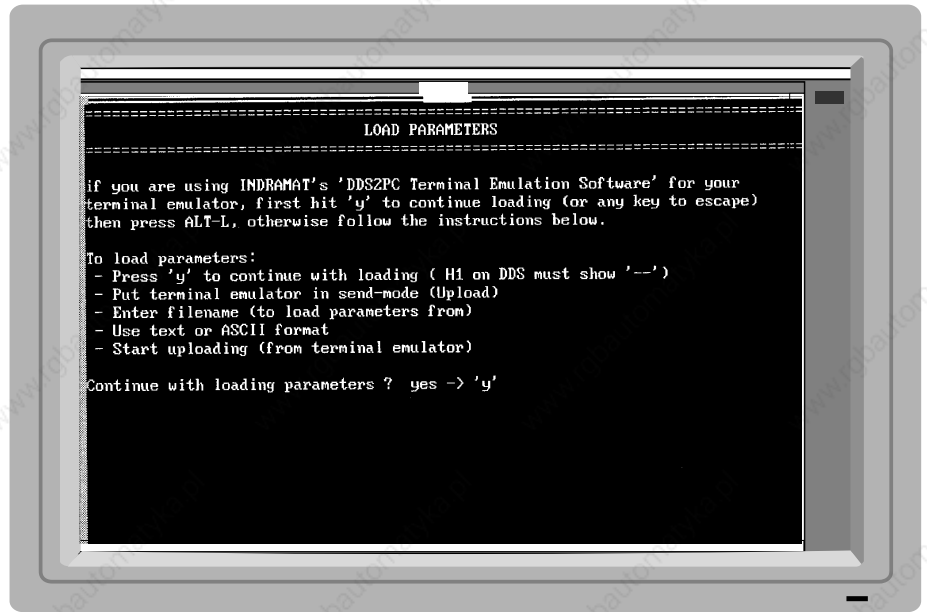 ========================================
LOAD PARAMETERS
========================================
if you are using INDRAMAT's 'DDS2PC Terminal Emulation Software' for your
terminal emulator, first hit 'y' to continue loading (or any key to escape)
then press ALT-L, otherwise follow the instructions below.
To load parameters:
- Press 'y' to continue with loading ( H1 on DDS must show '--')
- Put terminal emulator in send-mode (Upload)
- Enter filename (to load parameters from)
- Use text or ASCII format
- Start uploading (from terminal emulator)
Continue with loading parameters ?  yes -> 'y'
www.rgbautomatyka.pl